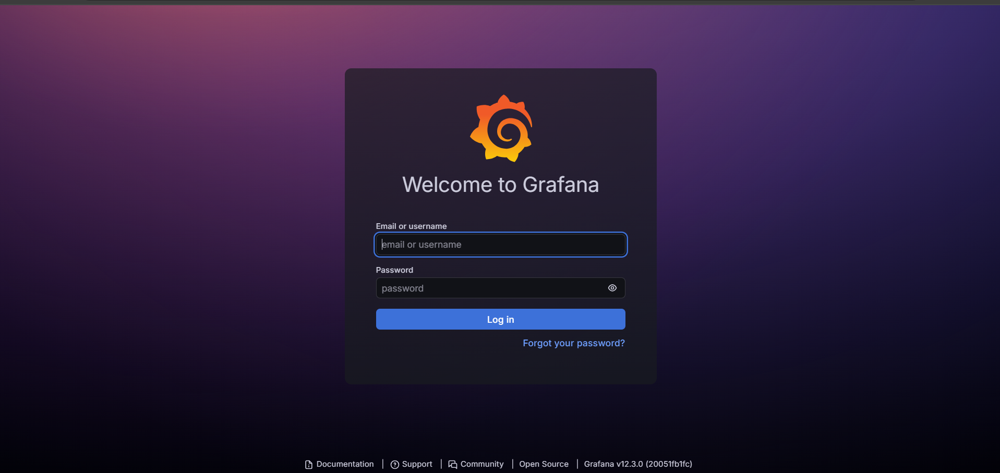 Welcome to Grafana
Email or username
email or username
Password
password
Log in
Forgot your password?
Documentation | Support | Community | Open Source | Grafana v12.3.0 (20051fb1fc)